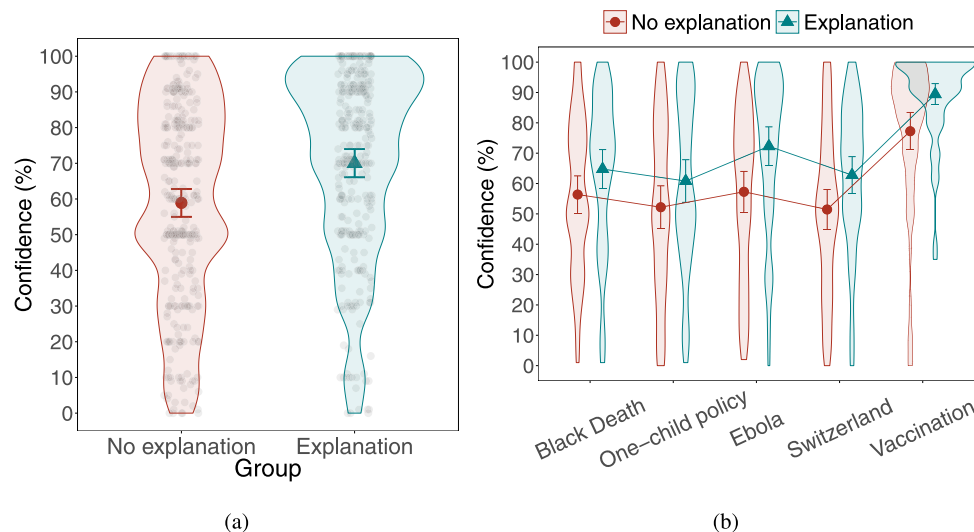 No explanation
Explanation
Confidence (%)
100
90
80
70
60
50
40
30
20
10
0
No explanation
Explanation
Group
(a)
Confidence (%)
100
90
80
70
60
50
40
30
20
10
0
Black Death
One−child policy
Ebola
Switzerland
Vaccination
(b)